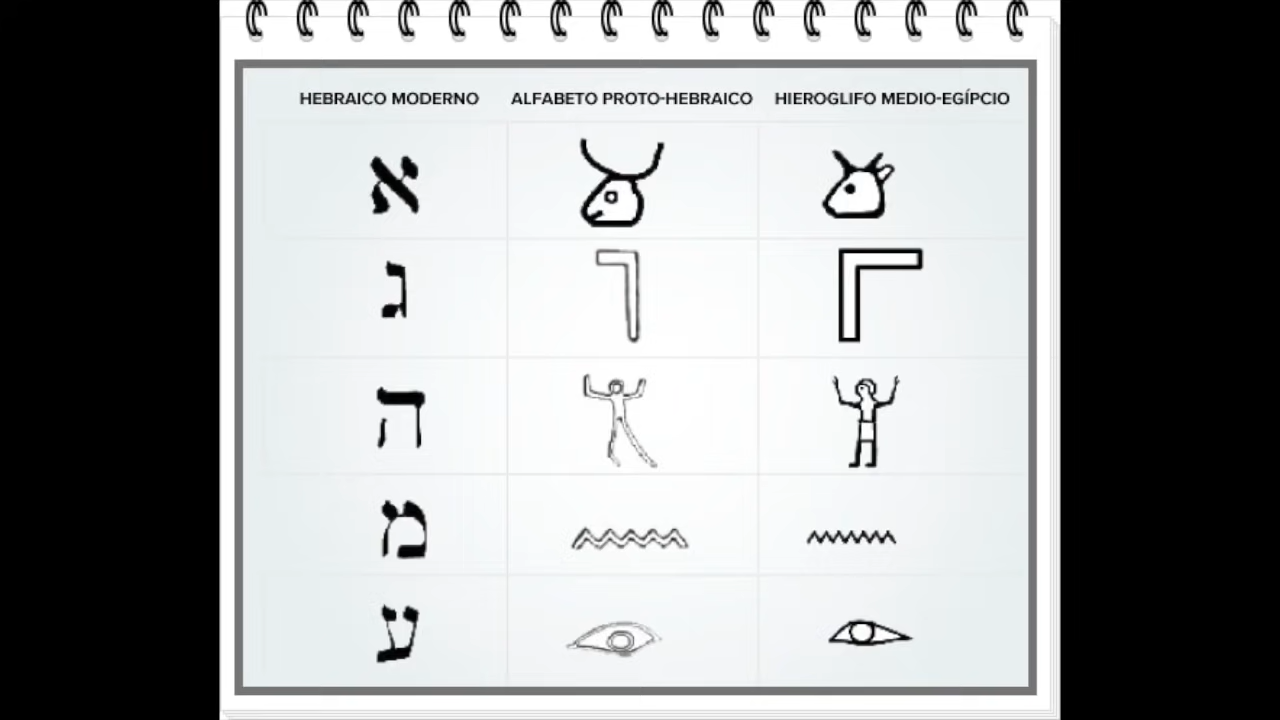 HEBRAICO MODERNO ALFABETO PROTO-HEBRAICO HIEROGLIFO MEDIO-EGÍPCIO
א
ג
ה
מ
ע